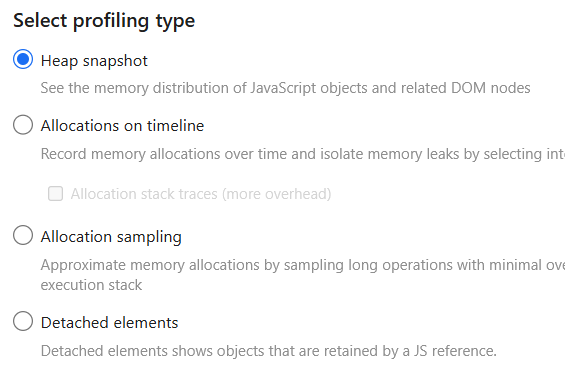 Select profiling type
Heap snapshot
See the memory distribution of JavaScript objects and related DOM nodes
Allocations on timeline
Record memory allocations over time and isolate memory leaks by selecting int
Allocation stack traces (more overhead)
Allocation sampling
Approximate memory allocations by sampling long operations with minimal ove
execution stack
Detached elements
Detached elements shows objects that are retained by a JS reference.